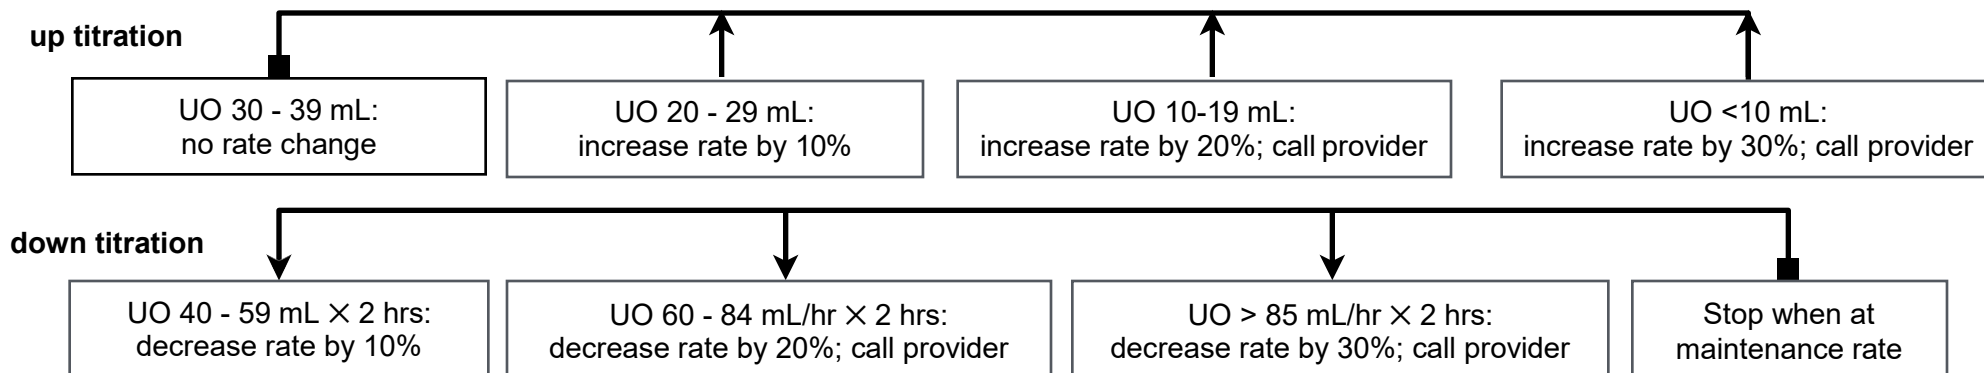 up titration
UO 30 - 39 mL:
no rate change
UO 20 - 29 mL:
increase rate by 10%
UO 10-19 mL:
increase rate by 20%; call provider
UO <10 mL:
increase rate by 30%; call provider
down titration
UO 40 - 59 mL × 2 hrs:
decrease rate by 10%
UO 60 - 84 mL/hr × 2 hrs:
decrease rate by 20%; call provider
UO > 85 mL/hr × 2 hrs:
decrease rate by 30%; call provider
Stop when at
maintenance rate